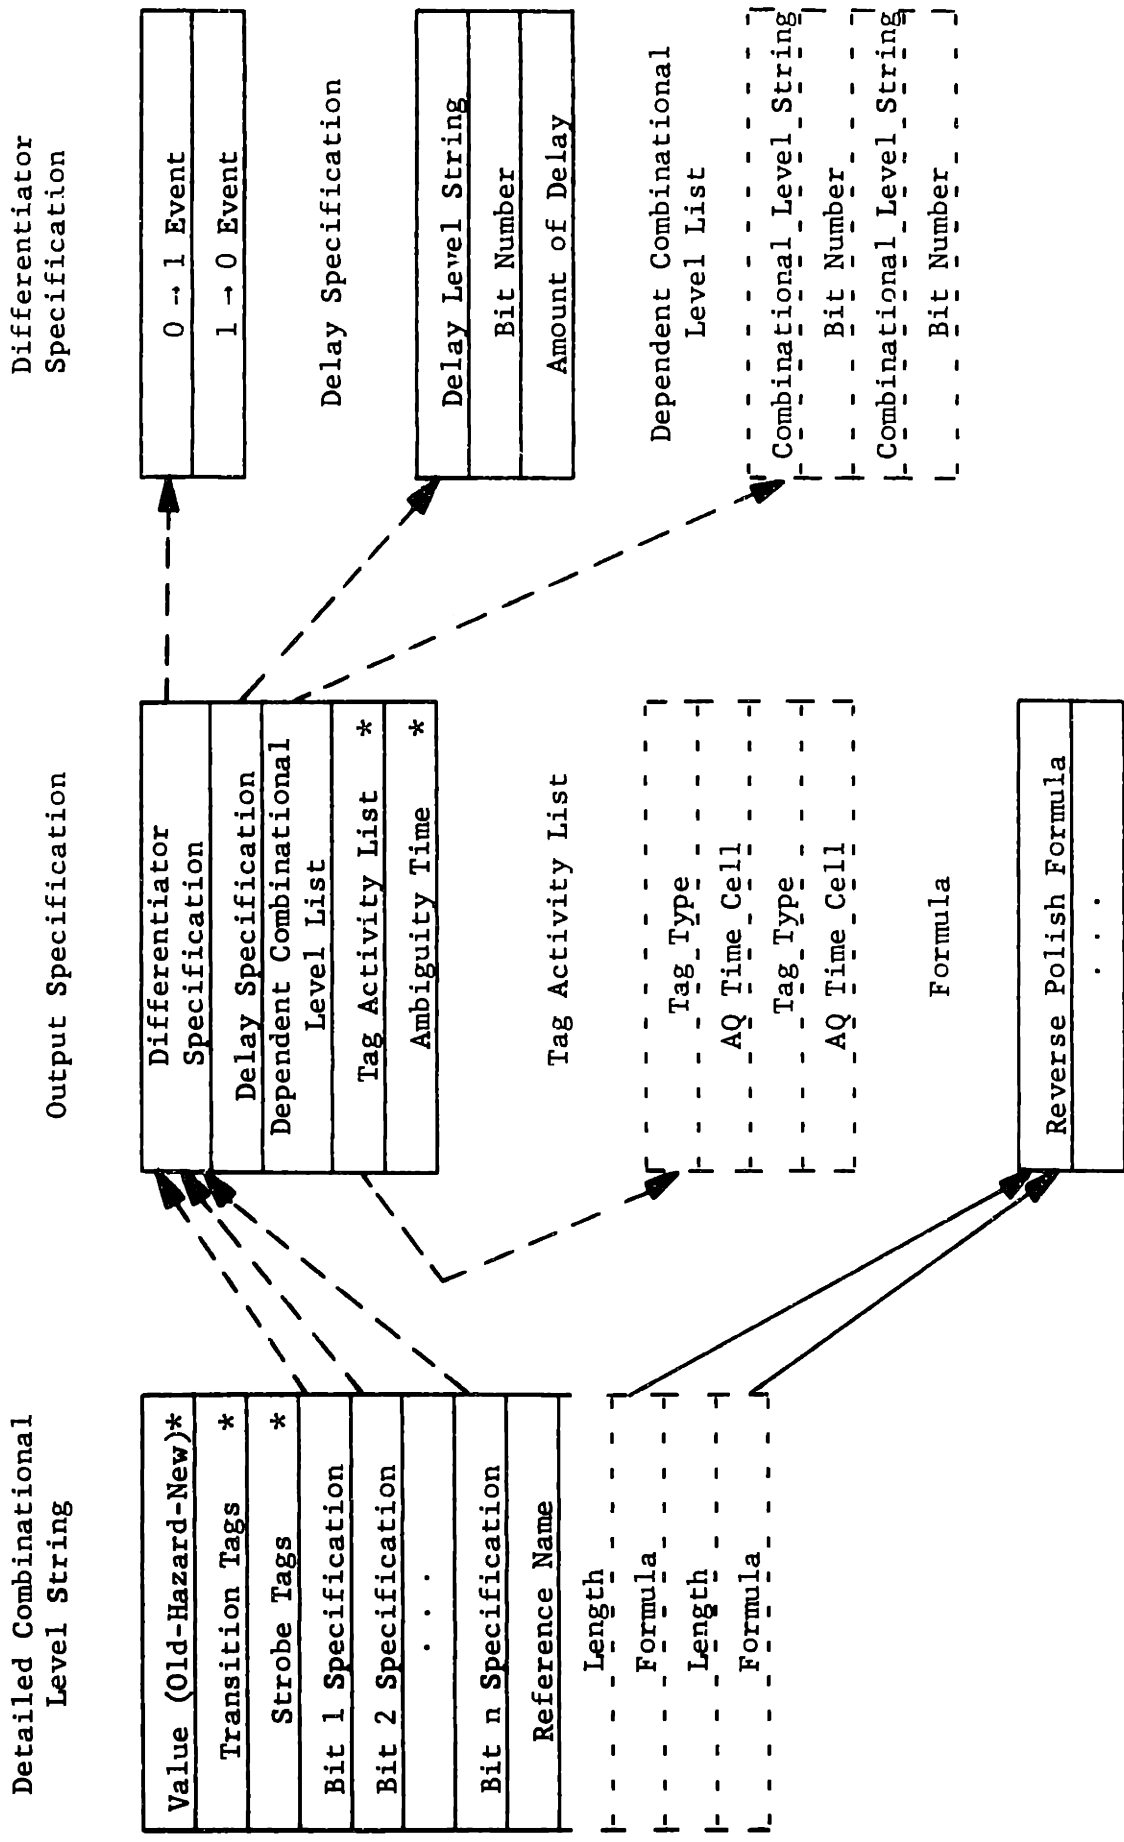 Detailed Combinational
Level String
Value (Old-Hazard-New)*
Transition Tags *
Strobe Tags *
Bit 1 Specification
Bit 2 Specification
. . .
Bit n Specification
Reference Name
Length
Formula
Length
Formula
Output Specification
Differentiator
Specification
Delay Specification
Dependent Combinational
Level List
Tag Activity List *
Ambiguity Time *
Tag Activity List
Tag Type
AQ Time Cell
Tag Type
AQ Time Cell
Formula
Reverse Polish Formula
. . .
Differentiator
Specification
0 → 1 Event
1 → 0 Event
Delay Specification
Delay Level String
Bit Number
Amount of Delay
Dependent Combinational
Level List
Combinational Level String
Bit Number
Combinational Level String
Bit Number